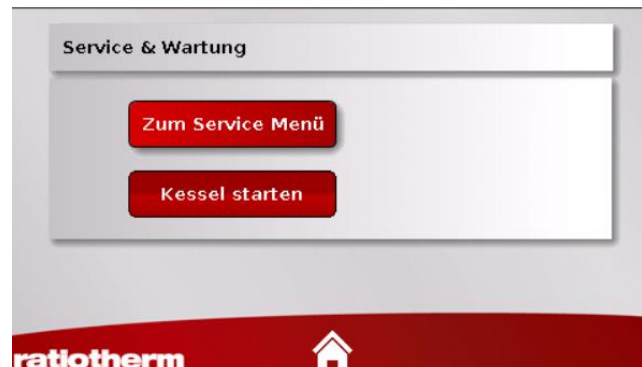 Service & Wartung
Zum Service Menü
Kessel starten
ratiotherm